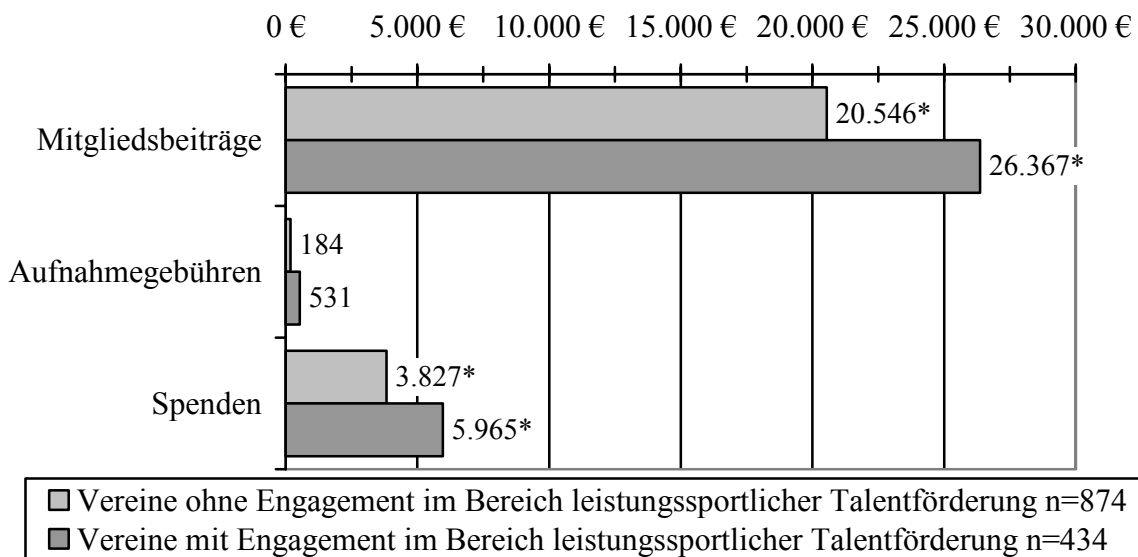 0 € 5.000 € 10.000 € 15.000 € 20.000 € 25.000 € 30.000 €
20.546*
Mitgliedsbeiträge
26.367*
184
Aufnahmegebühren
531
3.827*
Spenden
5.965*
Vereine ohne Engagement im Bereich leistungssportlicher Talentförderung n=874
Vereine mit Engagement im Bereich leistungssportlicher Talentförderung n=434